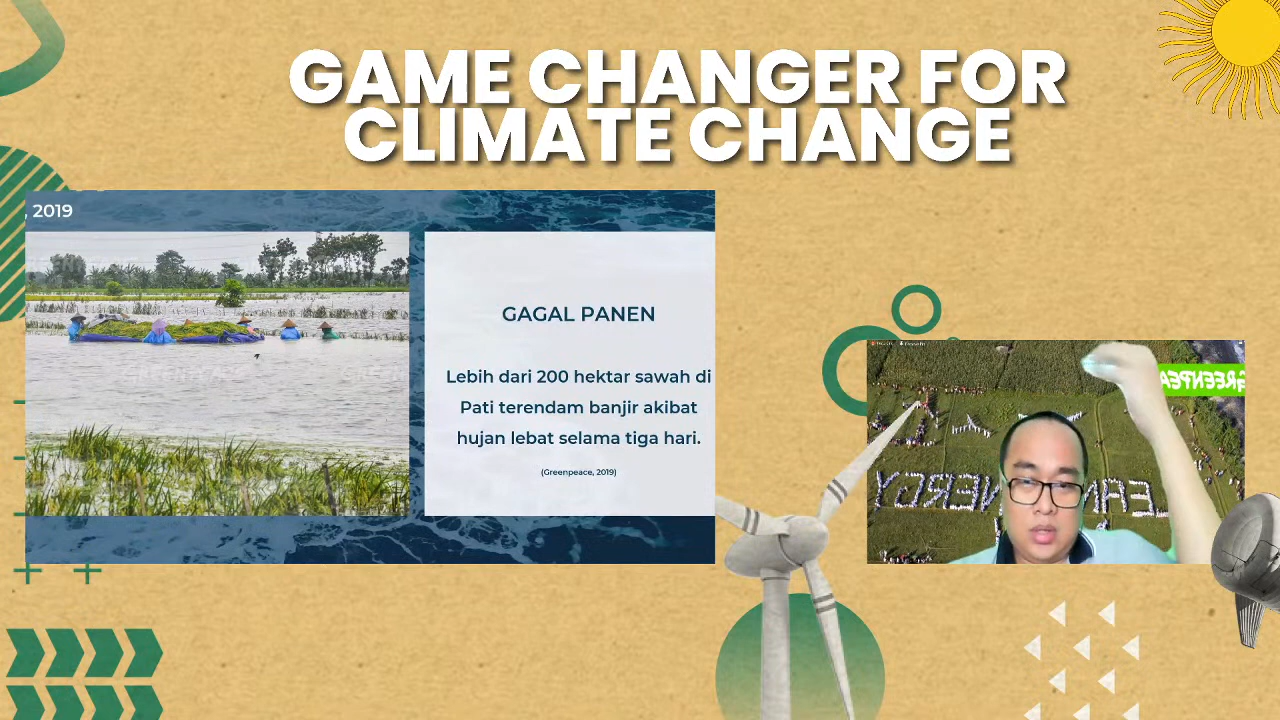 GAME CHANGER FOR
CLIMATE CHANGE
, 2019
GAGAL PANEN
Lebih dari 200 hektar sawah di
Pati terendam banjir akibat
hujan lebat selama tiga hari.
(Greenpeace, 2019)
GREENPEA